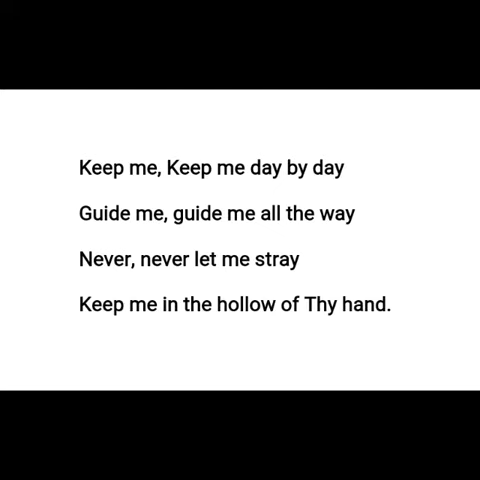 Keep me, Keep me day by day
Guide me, guide me all the way
Never, never let me stray
Keep me in the hollow of Thy hand.